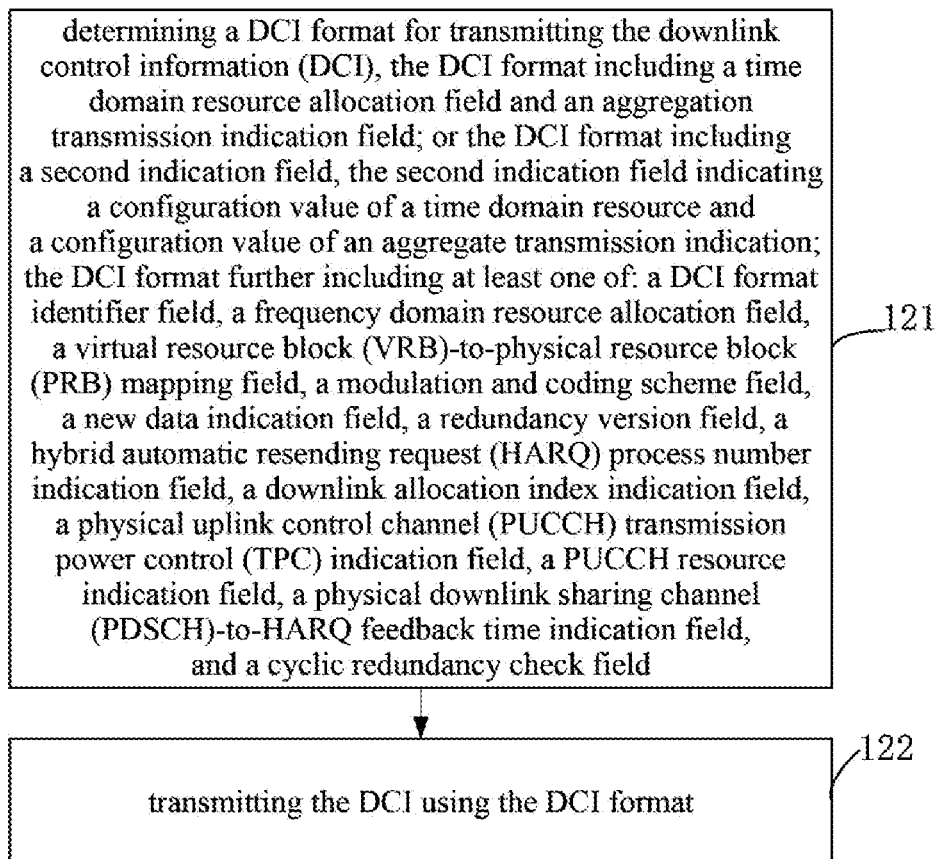 determining a DCI format for transmitting the downlink
control information (DCI), the DCI format including a time
domain resource allocation field and an aggregation
transmission indication field; or the DCI format including
a second indication field, the second indication field indicating
a configuration value of a time domain resource and
a configuration value of an aggregate transmission indication;
the DCI format further including at least one of: a DCI format
identifier field, a frequency domain resource allocation field,
a virtual resource block (VRB)-to-physical resource block
(PRB) mapping field, a modulation and coding scheme field,
a new data indication field, a redundancy version field, a
hybrid automatic resending request (HARQ) process number
indication field, a downlink allocation index indication field,
a physical uplink control channel (PUCCH) transmission
power control (TPC) indication field, a PUCCH resource
indication field, a physical downlink sharing channel
(PDSCH)-to-HARQ feedback time indication field,
and a cyclic redundancy check field
121
transmitting the DCI using the DCI format
122